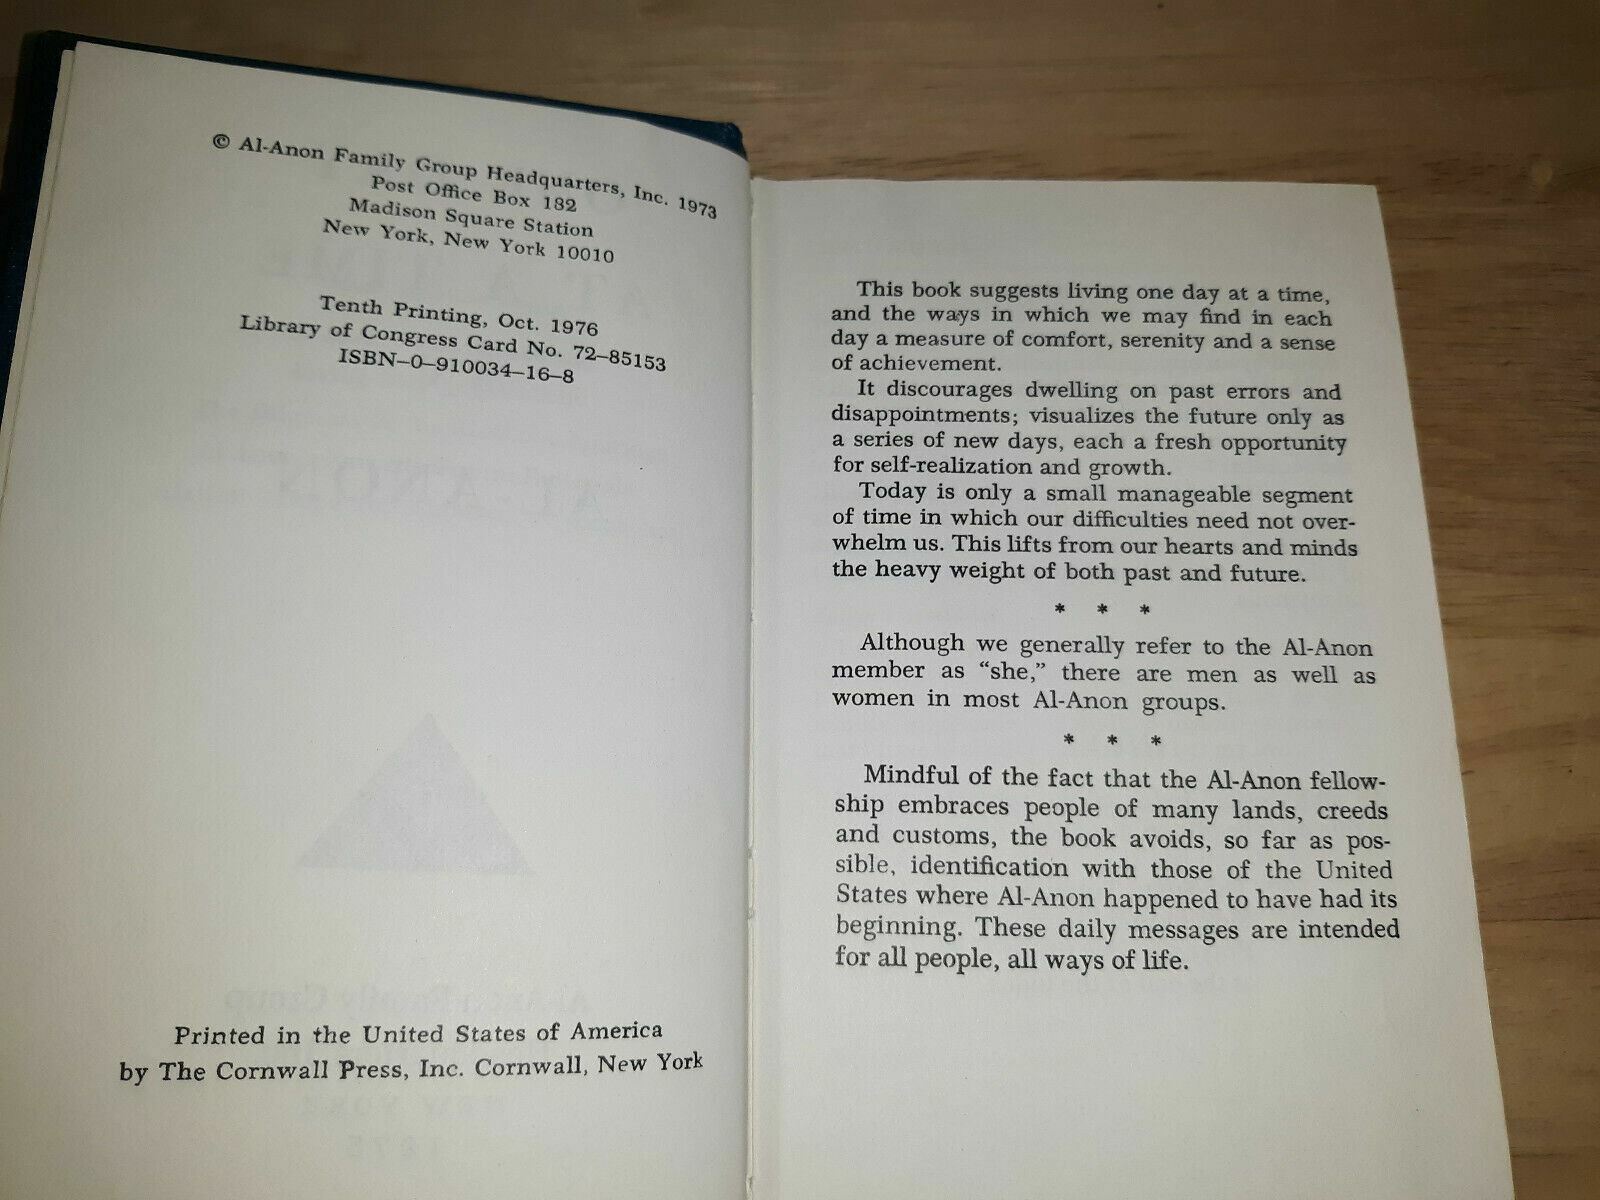 © Al-Anon Family Group Headquarters, Inc. 1973
Post Office Box 182
Madison Square Station
New York, New York 10010
Tenth Printing, Oct. 1976
Library of Congress Card No. 72–85153
ISBN–0–910034–16–8
Printed in the United States of America
by The Cornwall Press, Inc. Cornwall, New York
This book suggests living one day at a time,
and the ways in which we may find in each
day a measure of comfort, serenity and a sense
of achievement.
It discourages dwelling on past errors and
disappointments; visualizes the future only as
a series of new days, each a fresh opportunity
for self-realization and growth.
Today is only a small manageable segment
of time in which our difficulties need not over-
whelm us. This lifts from our hearts and minds
the heavy weight of both past and future.
* * *
Although we generally refer to the Al-Anon
member as “she,” there are men as well as
women in most Al-Anon groups.
* * *
Mindful of the fact that the Al-Anon fellow-
ship embraces people of many lands, creeds
and customs, the book avoids, so far as pos-
sible, identification with those of the United
States where Al-Anon happened to have had its
beginning. These daily messages are intended
for all people, all ways of life.